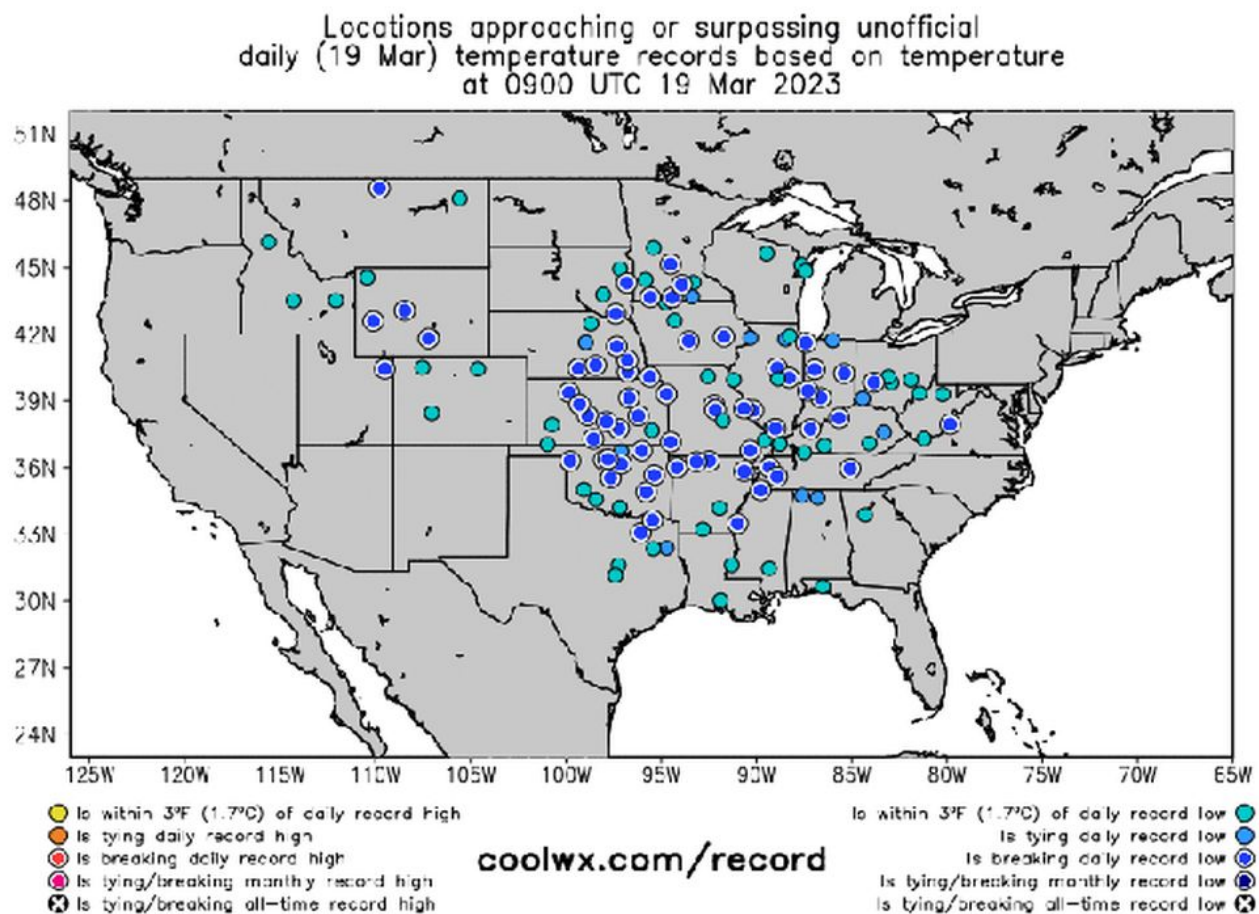 Locations approaching or surpassing unofficial
daily (19 Mar) temperature records based on temperature
at 0900 UTC 19 Mar 2023
51N
48N
45N
42N
39N
36N
33N
30N
27N
24N
125W 120W 115W 110W 105W 100W 95W 90W 85W 80W 75W 70W 65W
Is within 3°F (1.7°C) of daily record high
Is tying daily record high
Is breaking daily record high
Is tying/breaking monthly record high
Is tying/breaking all-time record high
coolwx.com/record
Is within 3°F (1.7°C) of daily record low
Is tying daily record low
Is breaking daily record low
Is tying/breaking monthly record low
Is tying/breaking all-time record low